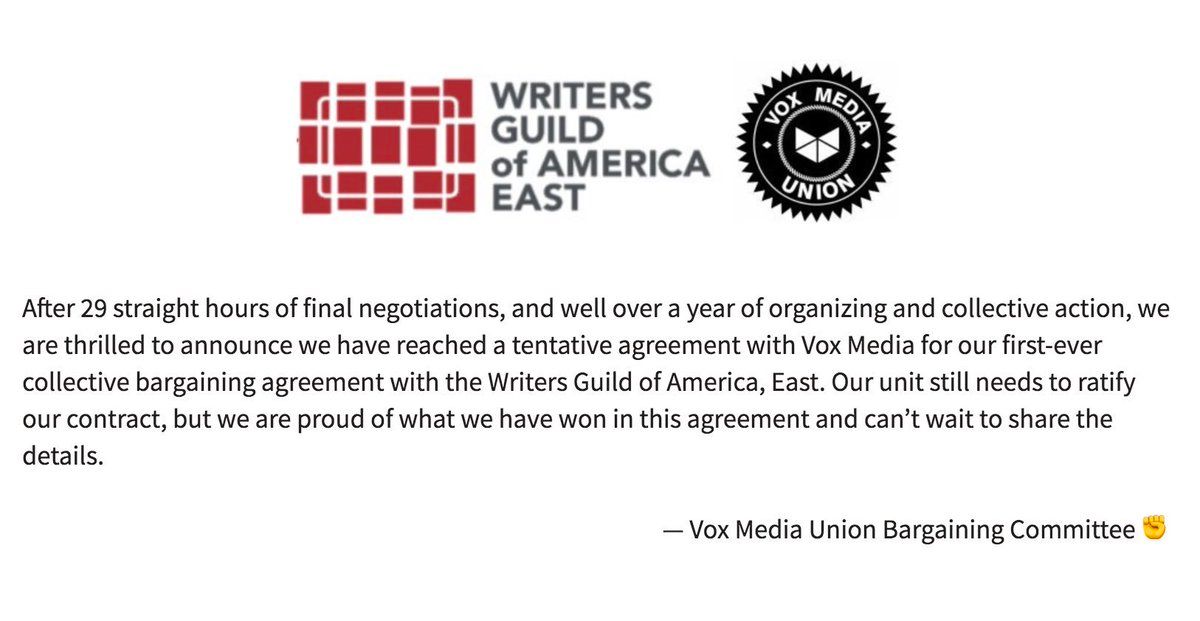 WRITERS
GUILD
of AMERICA
EAST
VOX MEDIA
UNION
After 29 straight hours of final negotiations, and well over a year of organizing and collective action, we
are thrilled to announce we have reached a tentative agreement with Vox Media for our first-ever
collective bargaining agreement with the Writers Guild of America, East. Our unit still needs to ratify
our contract, but we are proud of what we have won in this agreement and can’t wait to share the
details.
— Vox Media Union Bargaining Committee ✊